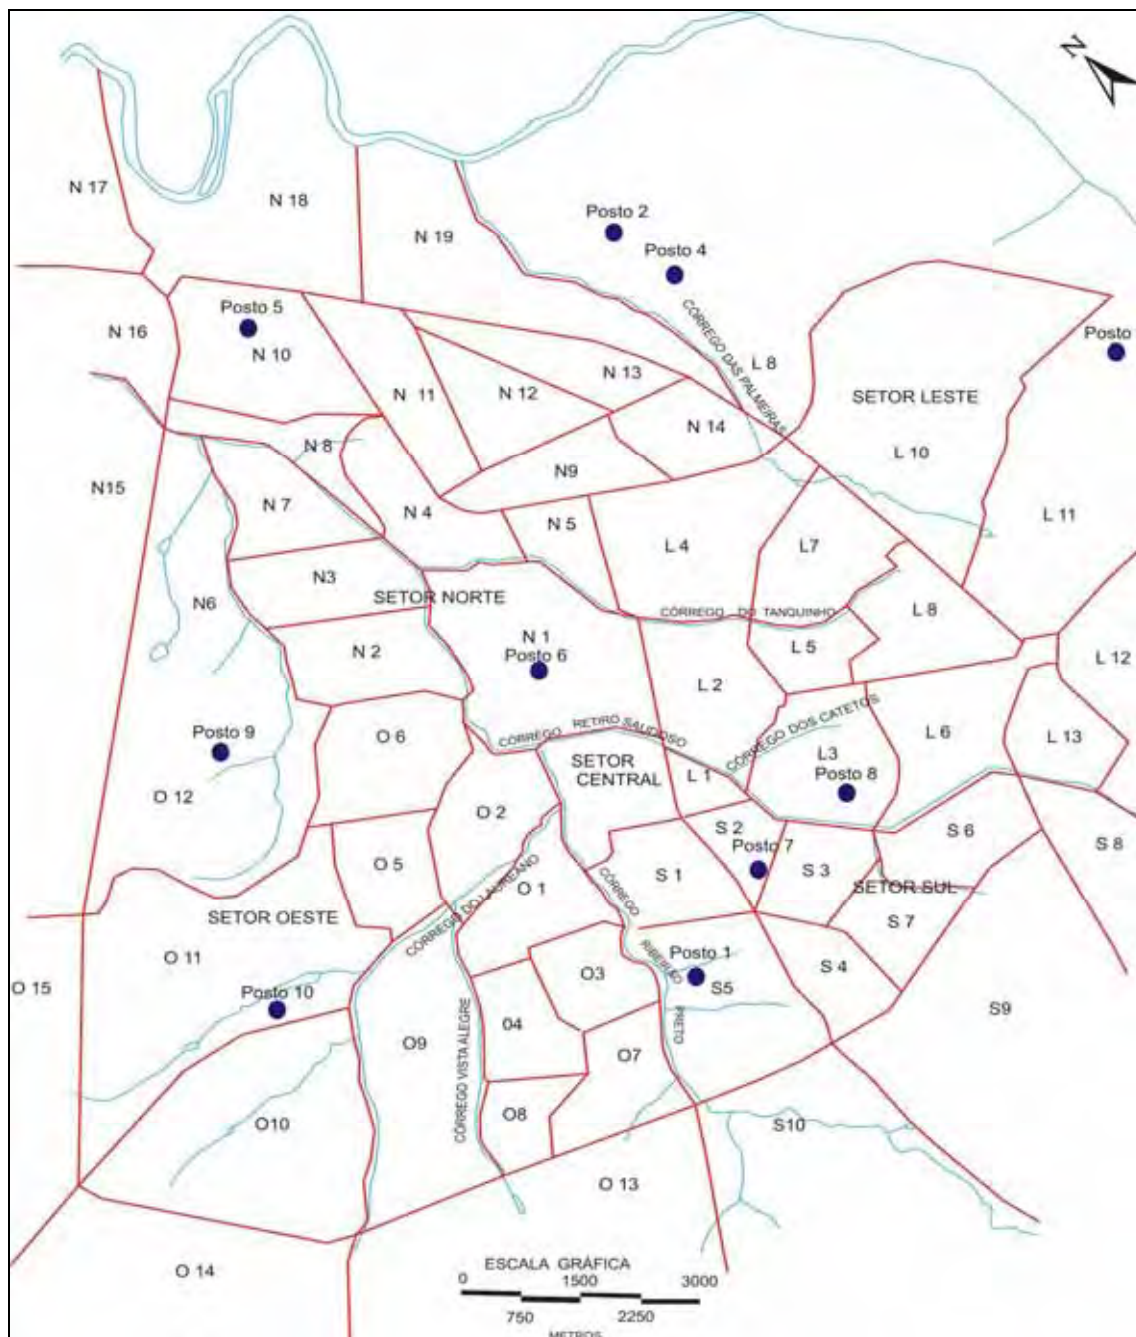 N
N 17
N 18
N 19
Posto 2
Posto 4
Posto 5
N 16
N 10
CÓRREGO DAS PALMEIRAS
Posto
L 8
N 13
N 12
N 11
SETOR LESTE
N 14
N 8
L 10
N9
N15
N 7
N 4
N 5
L 4
L7
L 11
N3
SETOR NORTE
N6
CÓRREGO DO TANQUINHO
L 8
N 1
Posto 6
N 2
L 5
L 12
L 2
CÓRREGO RETIRO SAUDOSO
CÓRREGO DOS CATETOS
Posto 9
O 6
SETOR
CENTRAL
L 1
L3
Posto 8
L 6
L 13
O 12
O 2
S 2
Posto 7
S 6
S 8
O 5
O 1
S 1
S 3
SETOR SUL
CÓRREGO DO LAUREANO
CÓRREGO RIBEIRÃO PRETO
SETOR OESTE
S 7
O 11
Posto 1
S5
S 4
O3
O 15
Posto 10
S9
O9
04
O7
CÓRREGO VISTA ALEGRE
O10
O8
S10
O 13
O 14
ESCALA GRÁFICA
0 1500 3000
750 2250
METROS